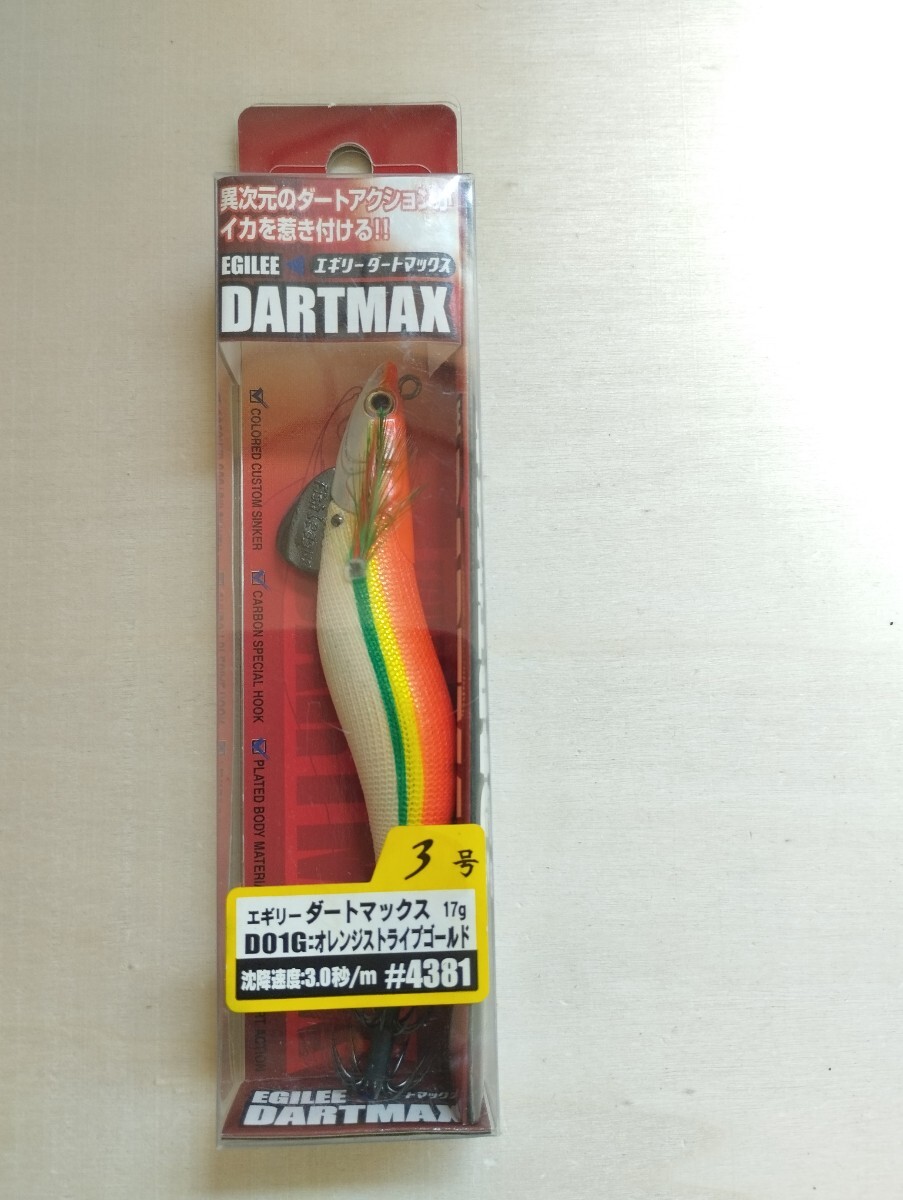 異次元のダートアクションが
イカを惹き付ける!!
EGILEE エギリーダートマックス
DARTMAX
COLORED CUSTOM SINKER
CARBON SPECIAL HOOK
PLATED BODY
3号
エギリー ダートマックス 17g
D01G:オレンジストライプゴールド
沈降速度:3.0秒/m #4381
EGILEE
DARTMAX